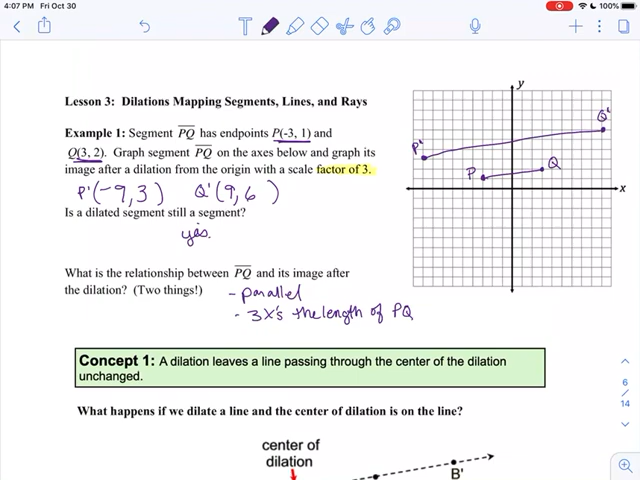 4:07 PM Fri Oct 30
100%
Lesson 3: Dilations Mapping Segments, Lines, and Rays
Example 1: Segment PQ has endpoints P(-3, 1) and
Q(3, 2). Graph segment PQ on the axes below and graph its
image after a dilation from the origin with a scale factor of 3.
P'(-9,3) Q'(9,6)
Is a dilated segment still a segment?
yes.
What is the relationship between PQ and its image after
the dilation? (Two things!)
- parallel
- 3x's the length of PQ
y
Q'
P'
P
Q
x
Concept 1: A dilation leaves a line passing through the center of the dilation
unchanged.
What happens if we dilate a line and the center of dilation is on the line?
center of
dilation
B'
6
/
14